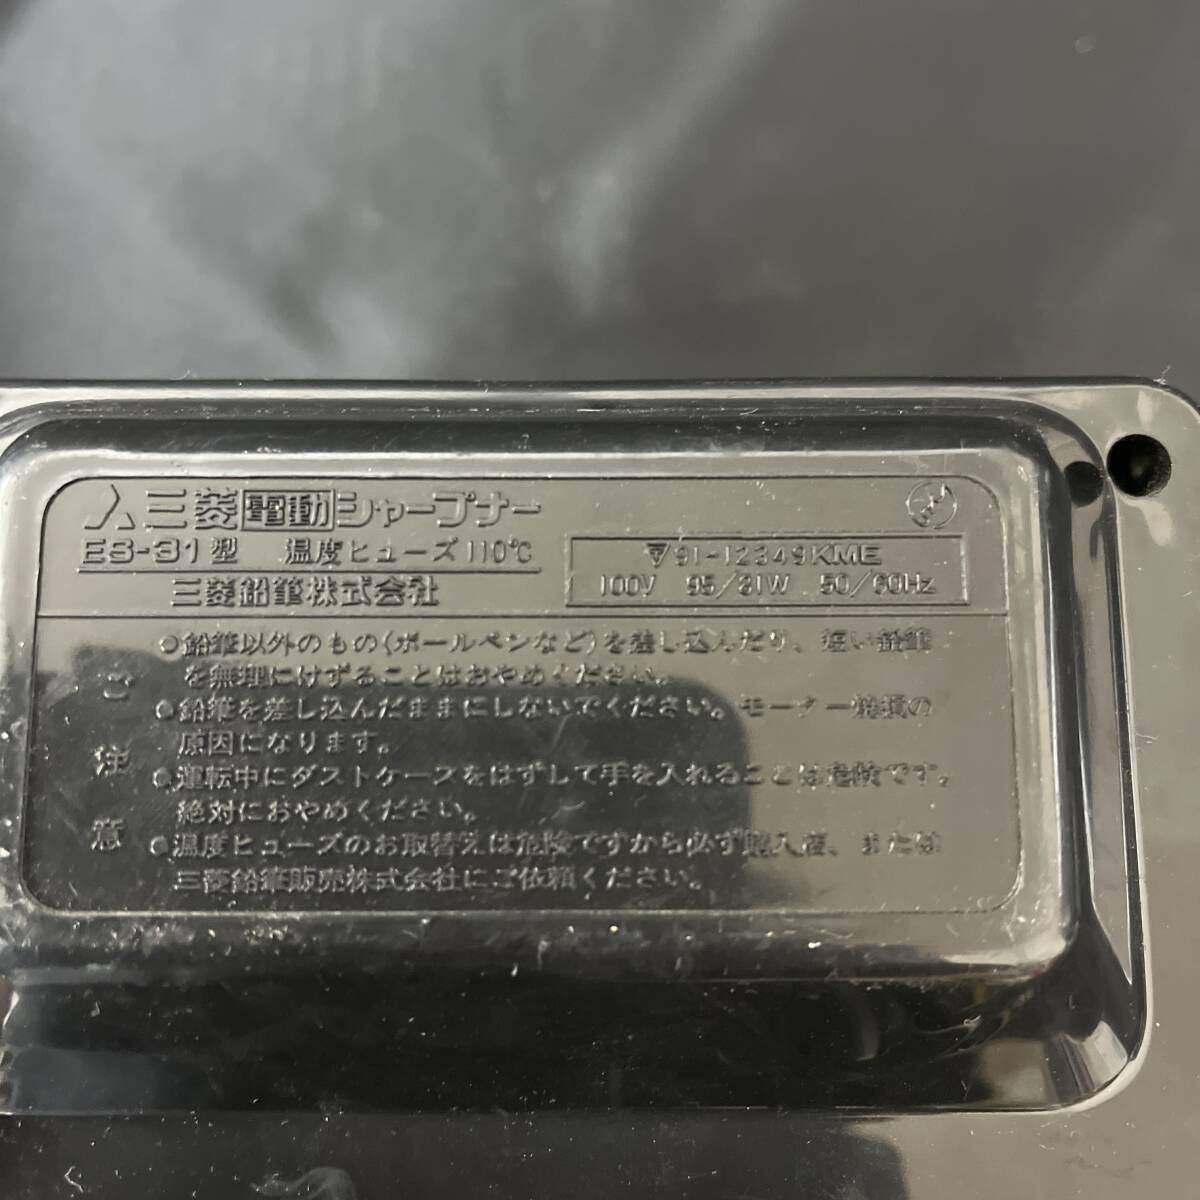 三菱電動シャープナー
ES-31型 温度ヒューズ110℃
三菱鉛筆株式会社
▽91-12349 KME
100V 95/31W 50/60Hz
ご注意
●鉛筆以外のもの(ボールペンなど)を差し込んだり、短い鉛筆
を無理にけずることはおやめください。
●鉛筆を差し込んだままにしないでください。モーター焼損の
原因になります。
●運転中にダストケースをはずして手を入れることは危険です。
絶対におやめください。
●温度ヒューズのお取替えは危険ですから必ず購入店、または
三菱鉛筆販売株式会社にご依頼ください。